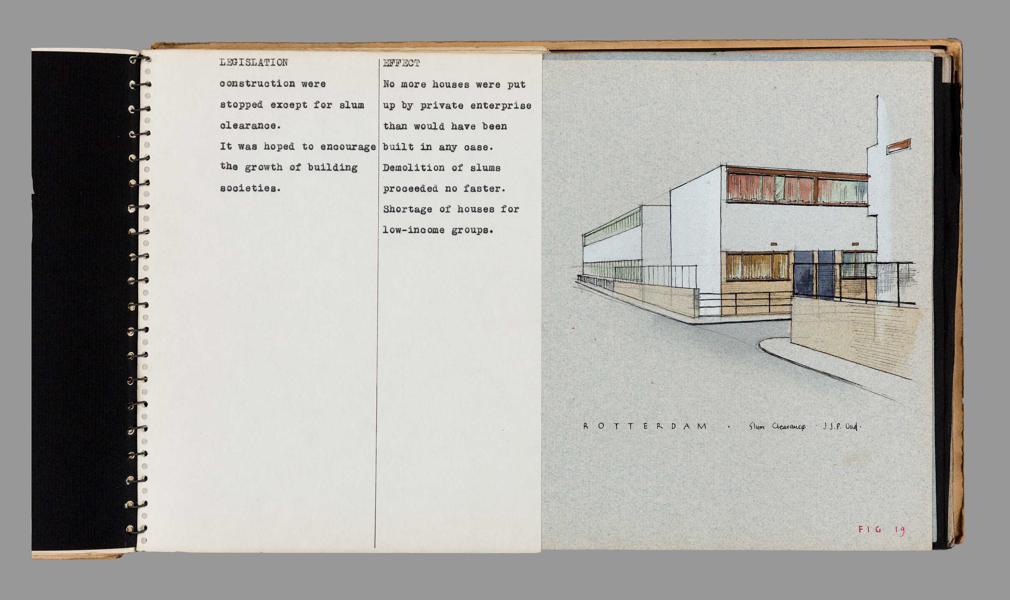 LEGISLATION
construction were
stopped except for slum
clearance.
It was hoped to encourage
the growth of building
societies.
EFFECT
No more houses were put
up by private enterprise
than would have been
built in any case.
Demolition of slums
proceeded no faster.
Shortage of houses for
low-income groups.
ROTTERDAM . Slum Clearance J.J.P. Oud.
FIG 19